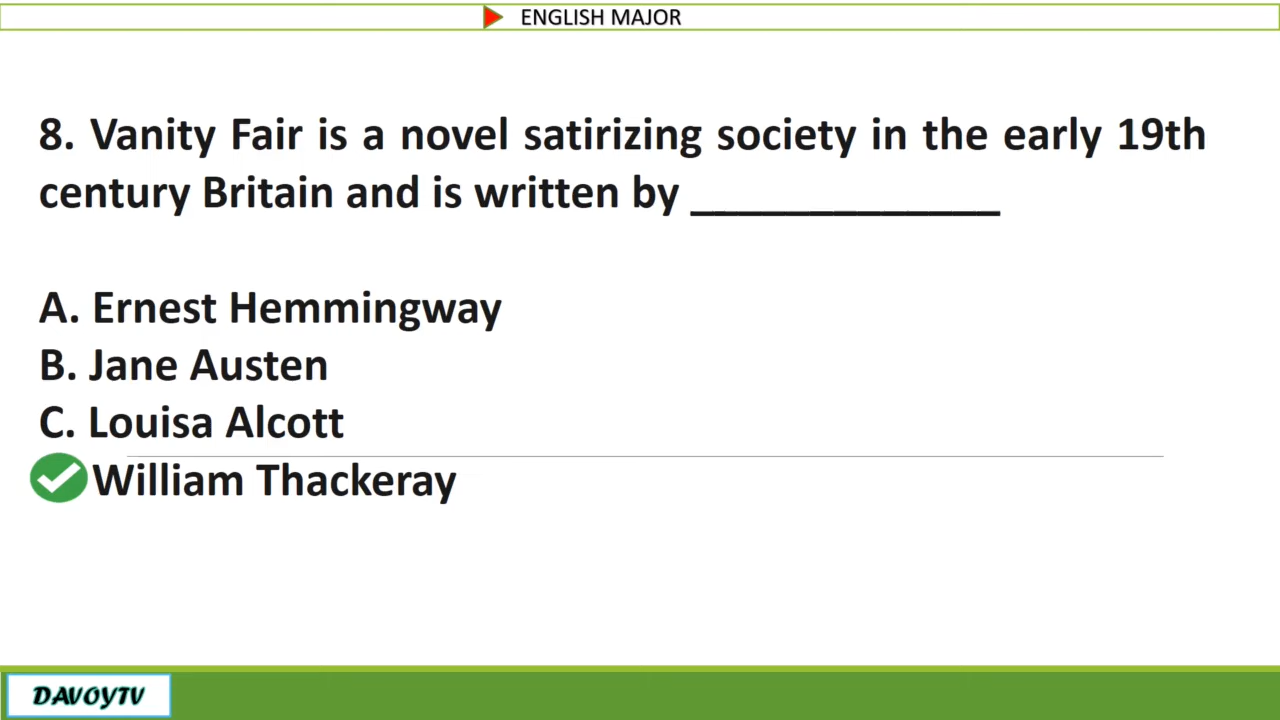 ENGLISH MAJOR
8. Vanity Fair is a novel satirizing society in the early 19th
century Britain and is written by _____________
A. Ernest Hemmingway
B. Jane Austen
C. Louisa Alcott
William Thackeray
DAVOYTV